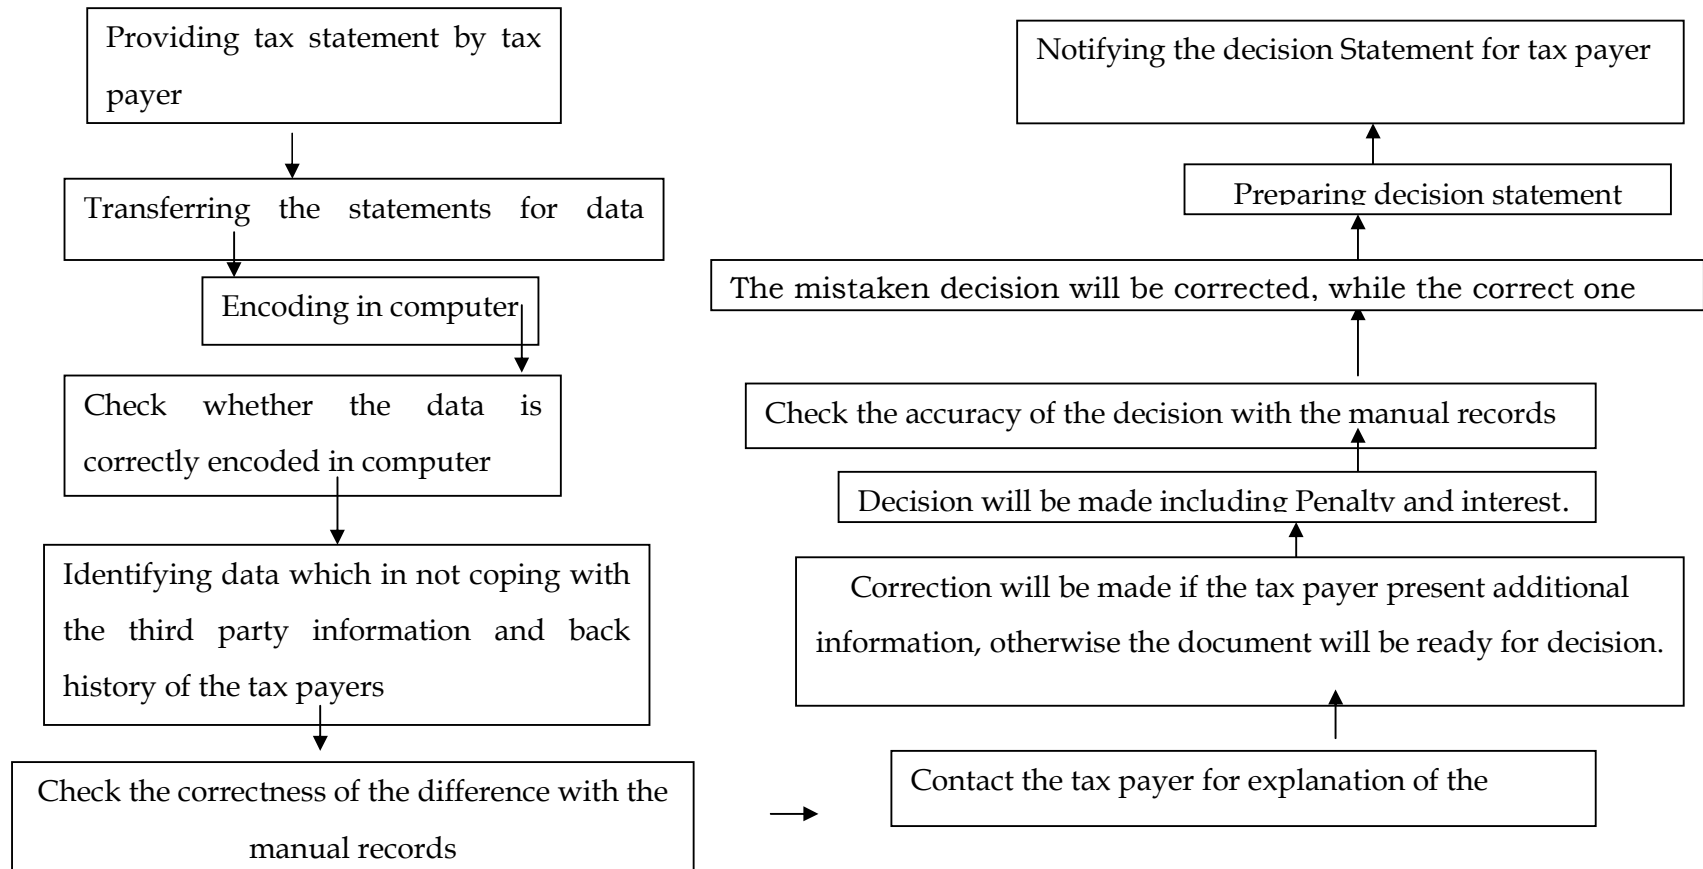 Providing tax statement by tax
payer
Transferring the statements for data
Encoding in computer
Check whether the data is
correctly encoded in computer
Identifying data which in not coping with
the third party information and back
history of the tax payers
Check the correctness of the difference with the
manual records
Contact the tax payer for explanation of the
Correction will be made if the tax payer present additional
information, otherwise the document will be ready for decision.
Decision will be made including Penalty and interest.
Check the accuracy of the decision with the manual records
The mistaken decision will be corrected, while the correct one
Preparing decision statement
Notifying the decision Statement for tax payer